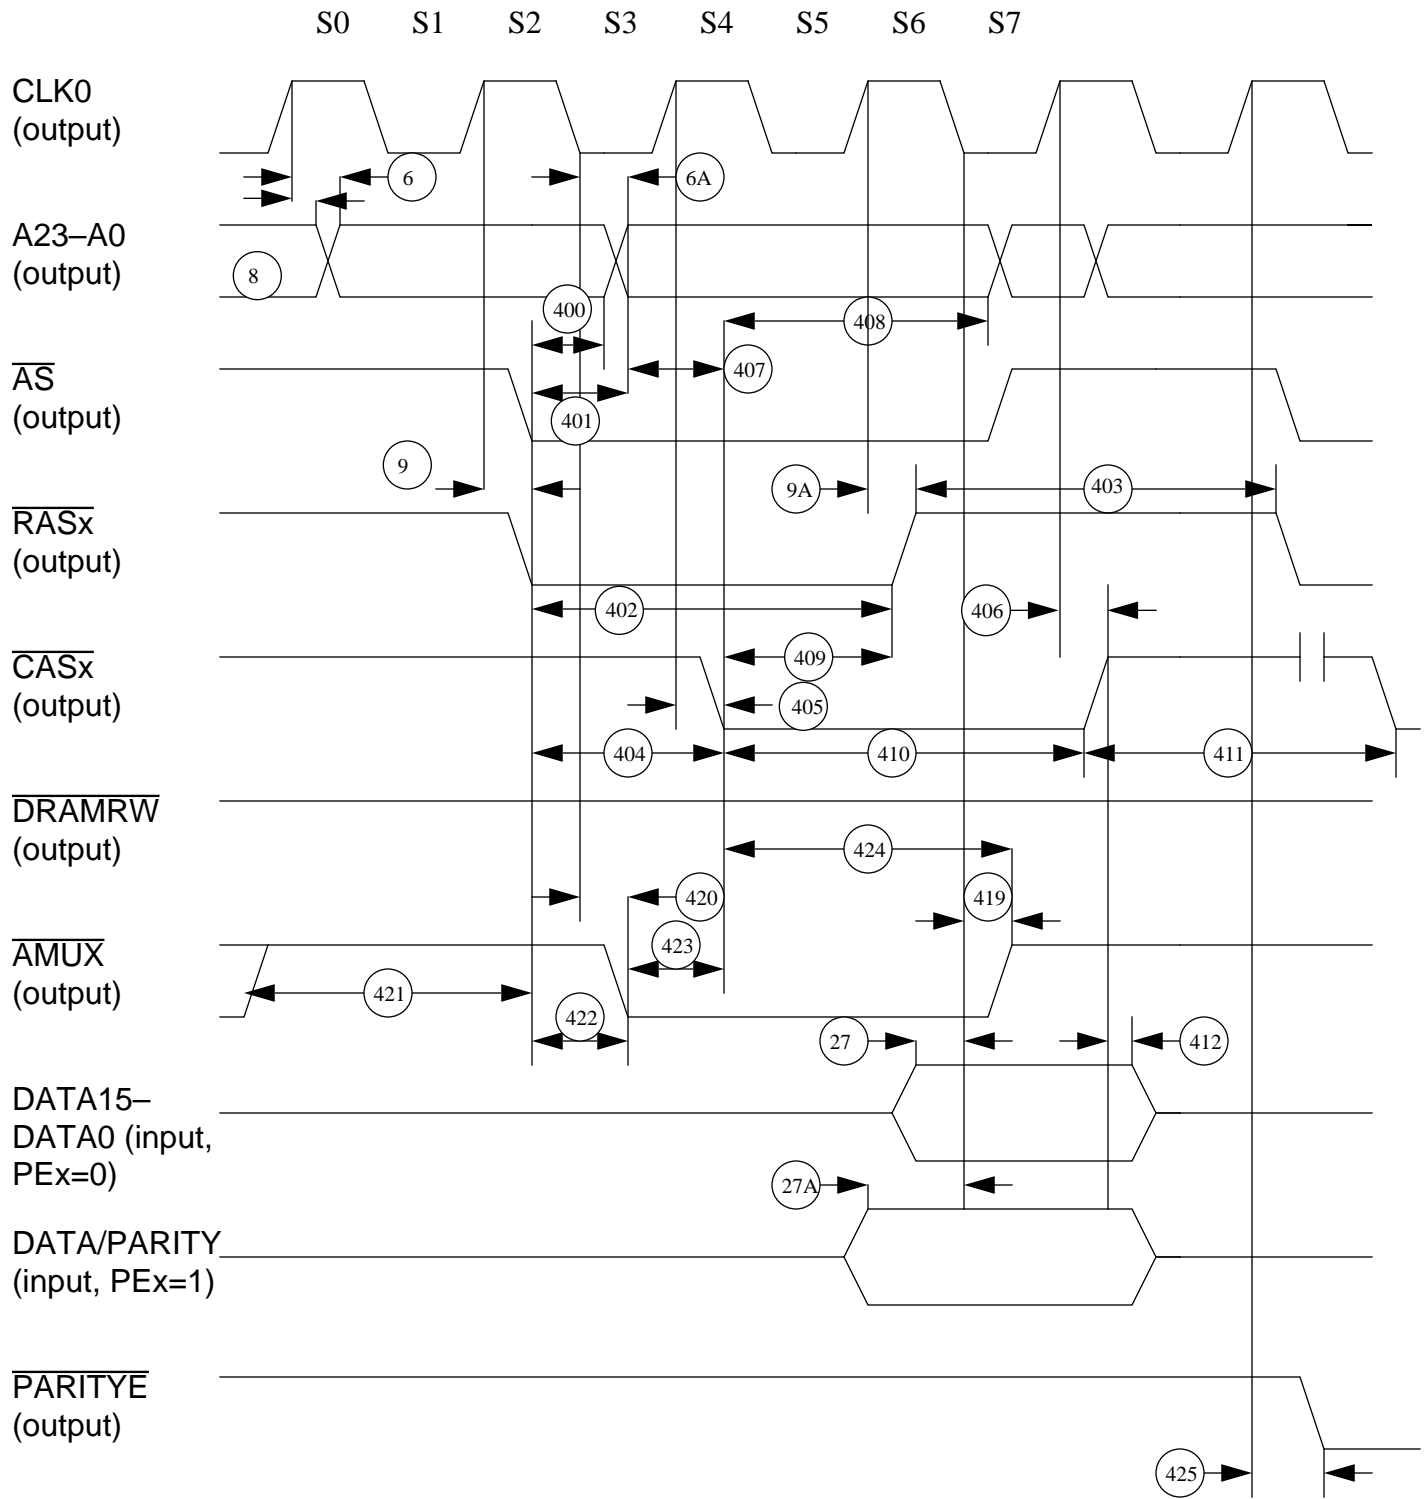 S0 S1 S2 S3 S4 S5 S6 S7
CLK0
(output)
6
6A
A23–A0
(output)
8
400
408
407
AS
(output)
401
9
9A
403
RASx
(output)
402
406
CASx
(output)
409
405
404
410
411
DRAMRW
(output)
424
420
419
AMUX
(output)
423
421
422
27
412
DATA15–
DATA0 (input,
PEx=0)
27A
DATA/PARITY
(input, PEx=1)
PARITYE
(output)
425